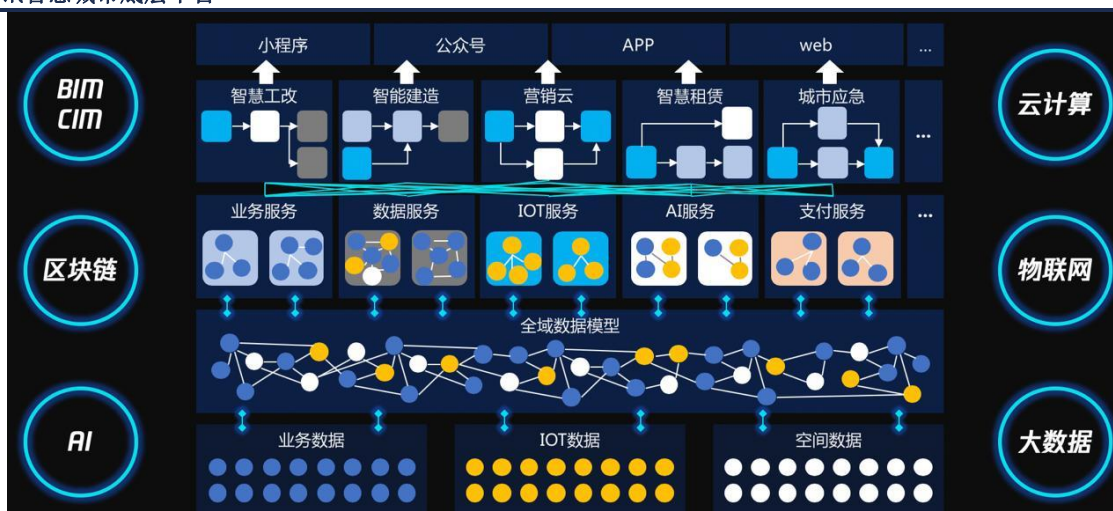 小程序 公众号 APP web ...
BIM
CIM
云计算
智慧工改 智能建造 营销云 智慧租赁 城市应急 ...
业务服务 数据服务 IOT服务 AI服务 支付服务 ...
区块链
物联网
全域数据模型
AI
大数据
业务数据 IOT数据 空间数据